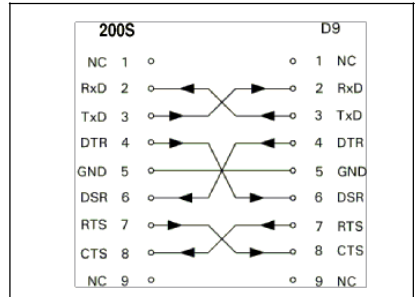 200S D9
NC 1 1 NC
RxD 2 2 RxD
TxD 3 3 TxD
DTR 4 4 DTR
GND 5 5 GND
DSR 6 6 DSR
RTS 7 7 RTS
CTS 8 8 CTS
NC 9 9 NC